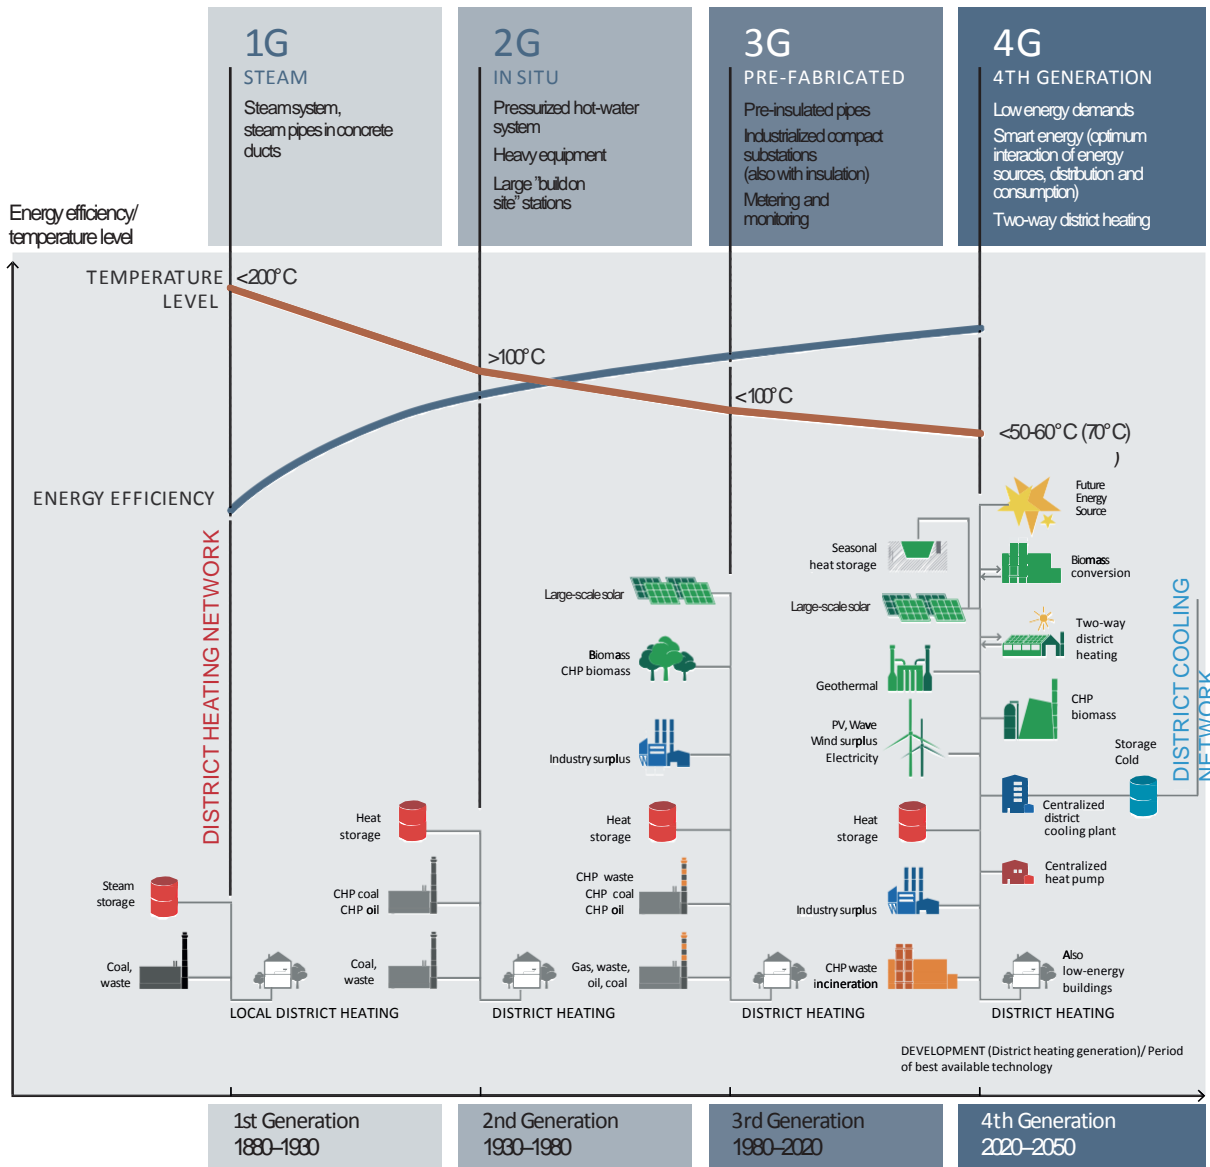 1G
STEAM
Steam system,
steam pipes in concrete
ducts
2G
IN SITU
Pressurized hot-water
system
Heavy equipment
Large ”build on
site” stations
3G
PRE-FABRICATED
Pre-insulated pipes
Industrialized compact
substations
(also with insulation)
Metering and
monitoring
4G
4TH GENERATION
Low energy demands
Smart energy (optimum
interaction of energy
sources, distribution and
consumption)
Two-way district heating
Energy efficiency/
temperature level
TEMPERATURE
LEVEL
<200°C
>100°C
<100°C
<50-60°C (70°C)
)
ENERGY EFFICIENCY
DISTRICT HEATING NETWORK
Steam
storage
Coal,
waste
LOCAL DISTRICT HEATING
Heat
storage
CHP coal
CHP oil
Coal,
waste
DISTRICT HEATING
Large-scale solar
Biomass
CHP biomass
Industry surplus
Heat
storage
CHP waste
CHP coal
CHP oil
Gas, waste,
oil, coal
DISTRICT HEATING
Seasonal
heat storage
Large-scale solar
Geothermal
PV, Wave
Wind surplus
Electricity
Heat
storage
Industry surplus
CHP waste
incineration
Future
Energy
Source
Biomass
conversion
Two-way
district
heating
CHP
biomass
Storage
Cold
Centralized
district
cooling plant
Centralized
heat pump
Also
low-energy
buildings
DISTRICT HEATING
DISTRICT COOLING
NETWORK
DEVELOPMENT (District heating generation)/ Period
of best available technology
1st Generation
1880–1930
2nd Generation
1930–1980
3rd Generation
1980–2020
4th Generation
2020–2050